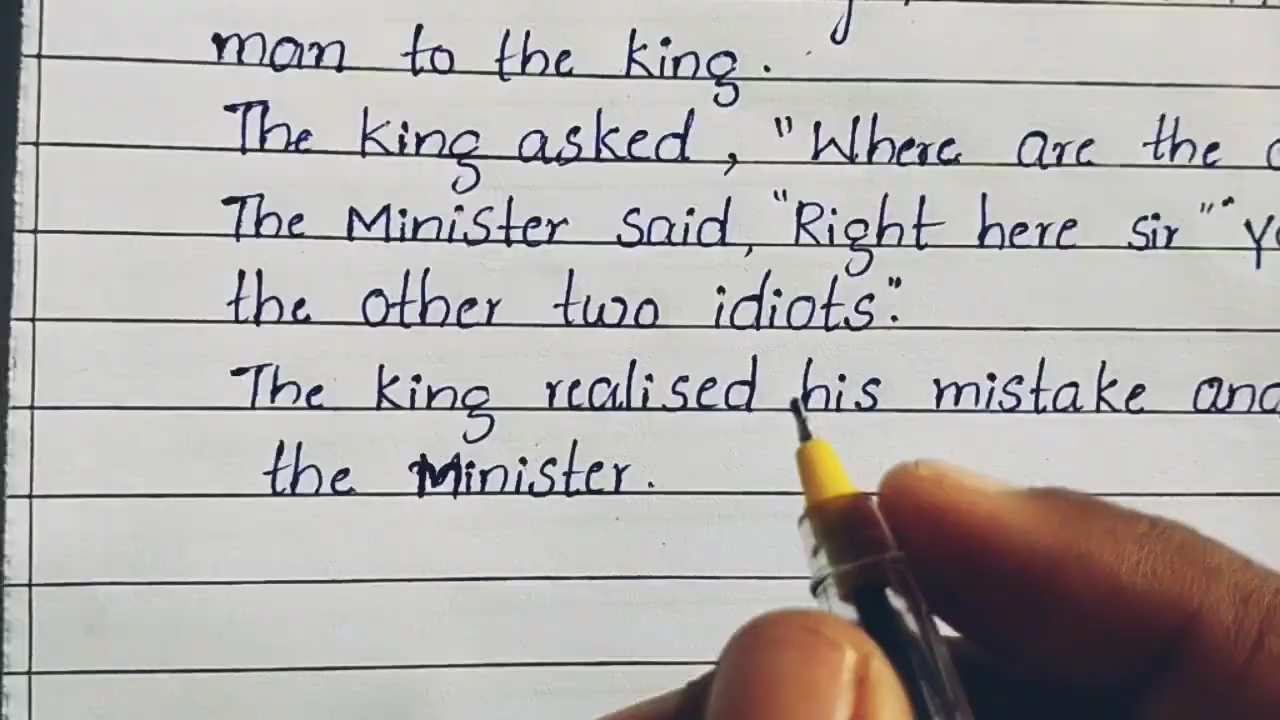 man to the king.
The king asked, "Where are the
The Minister said, "Right here sir"
the other two idiots".
The king realised his mistake and
the Minister.